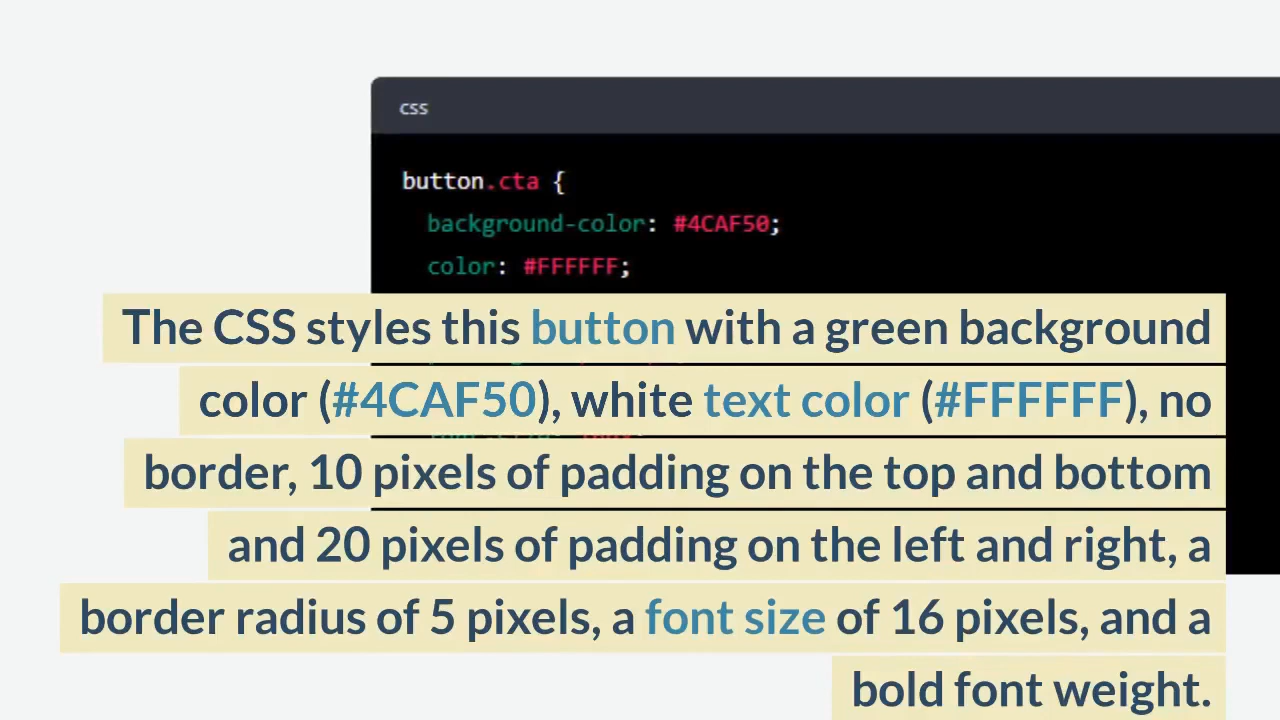 css
button.cta {
background-color: #4CAF50;
color: #FFFFFF;
The CSS styles this button with a green background
color (#4CAF50), white text color (#FFFFFF), no
border, 10 pixels of padding on the top and bottom
and 20 pixels of padding on the left and right, a
border radius of 5 pixels, a font size of 16 pixels, and a
bold font weight.